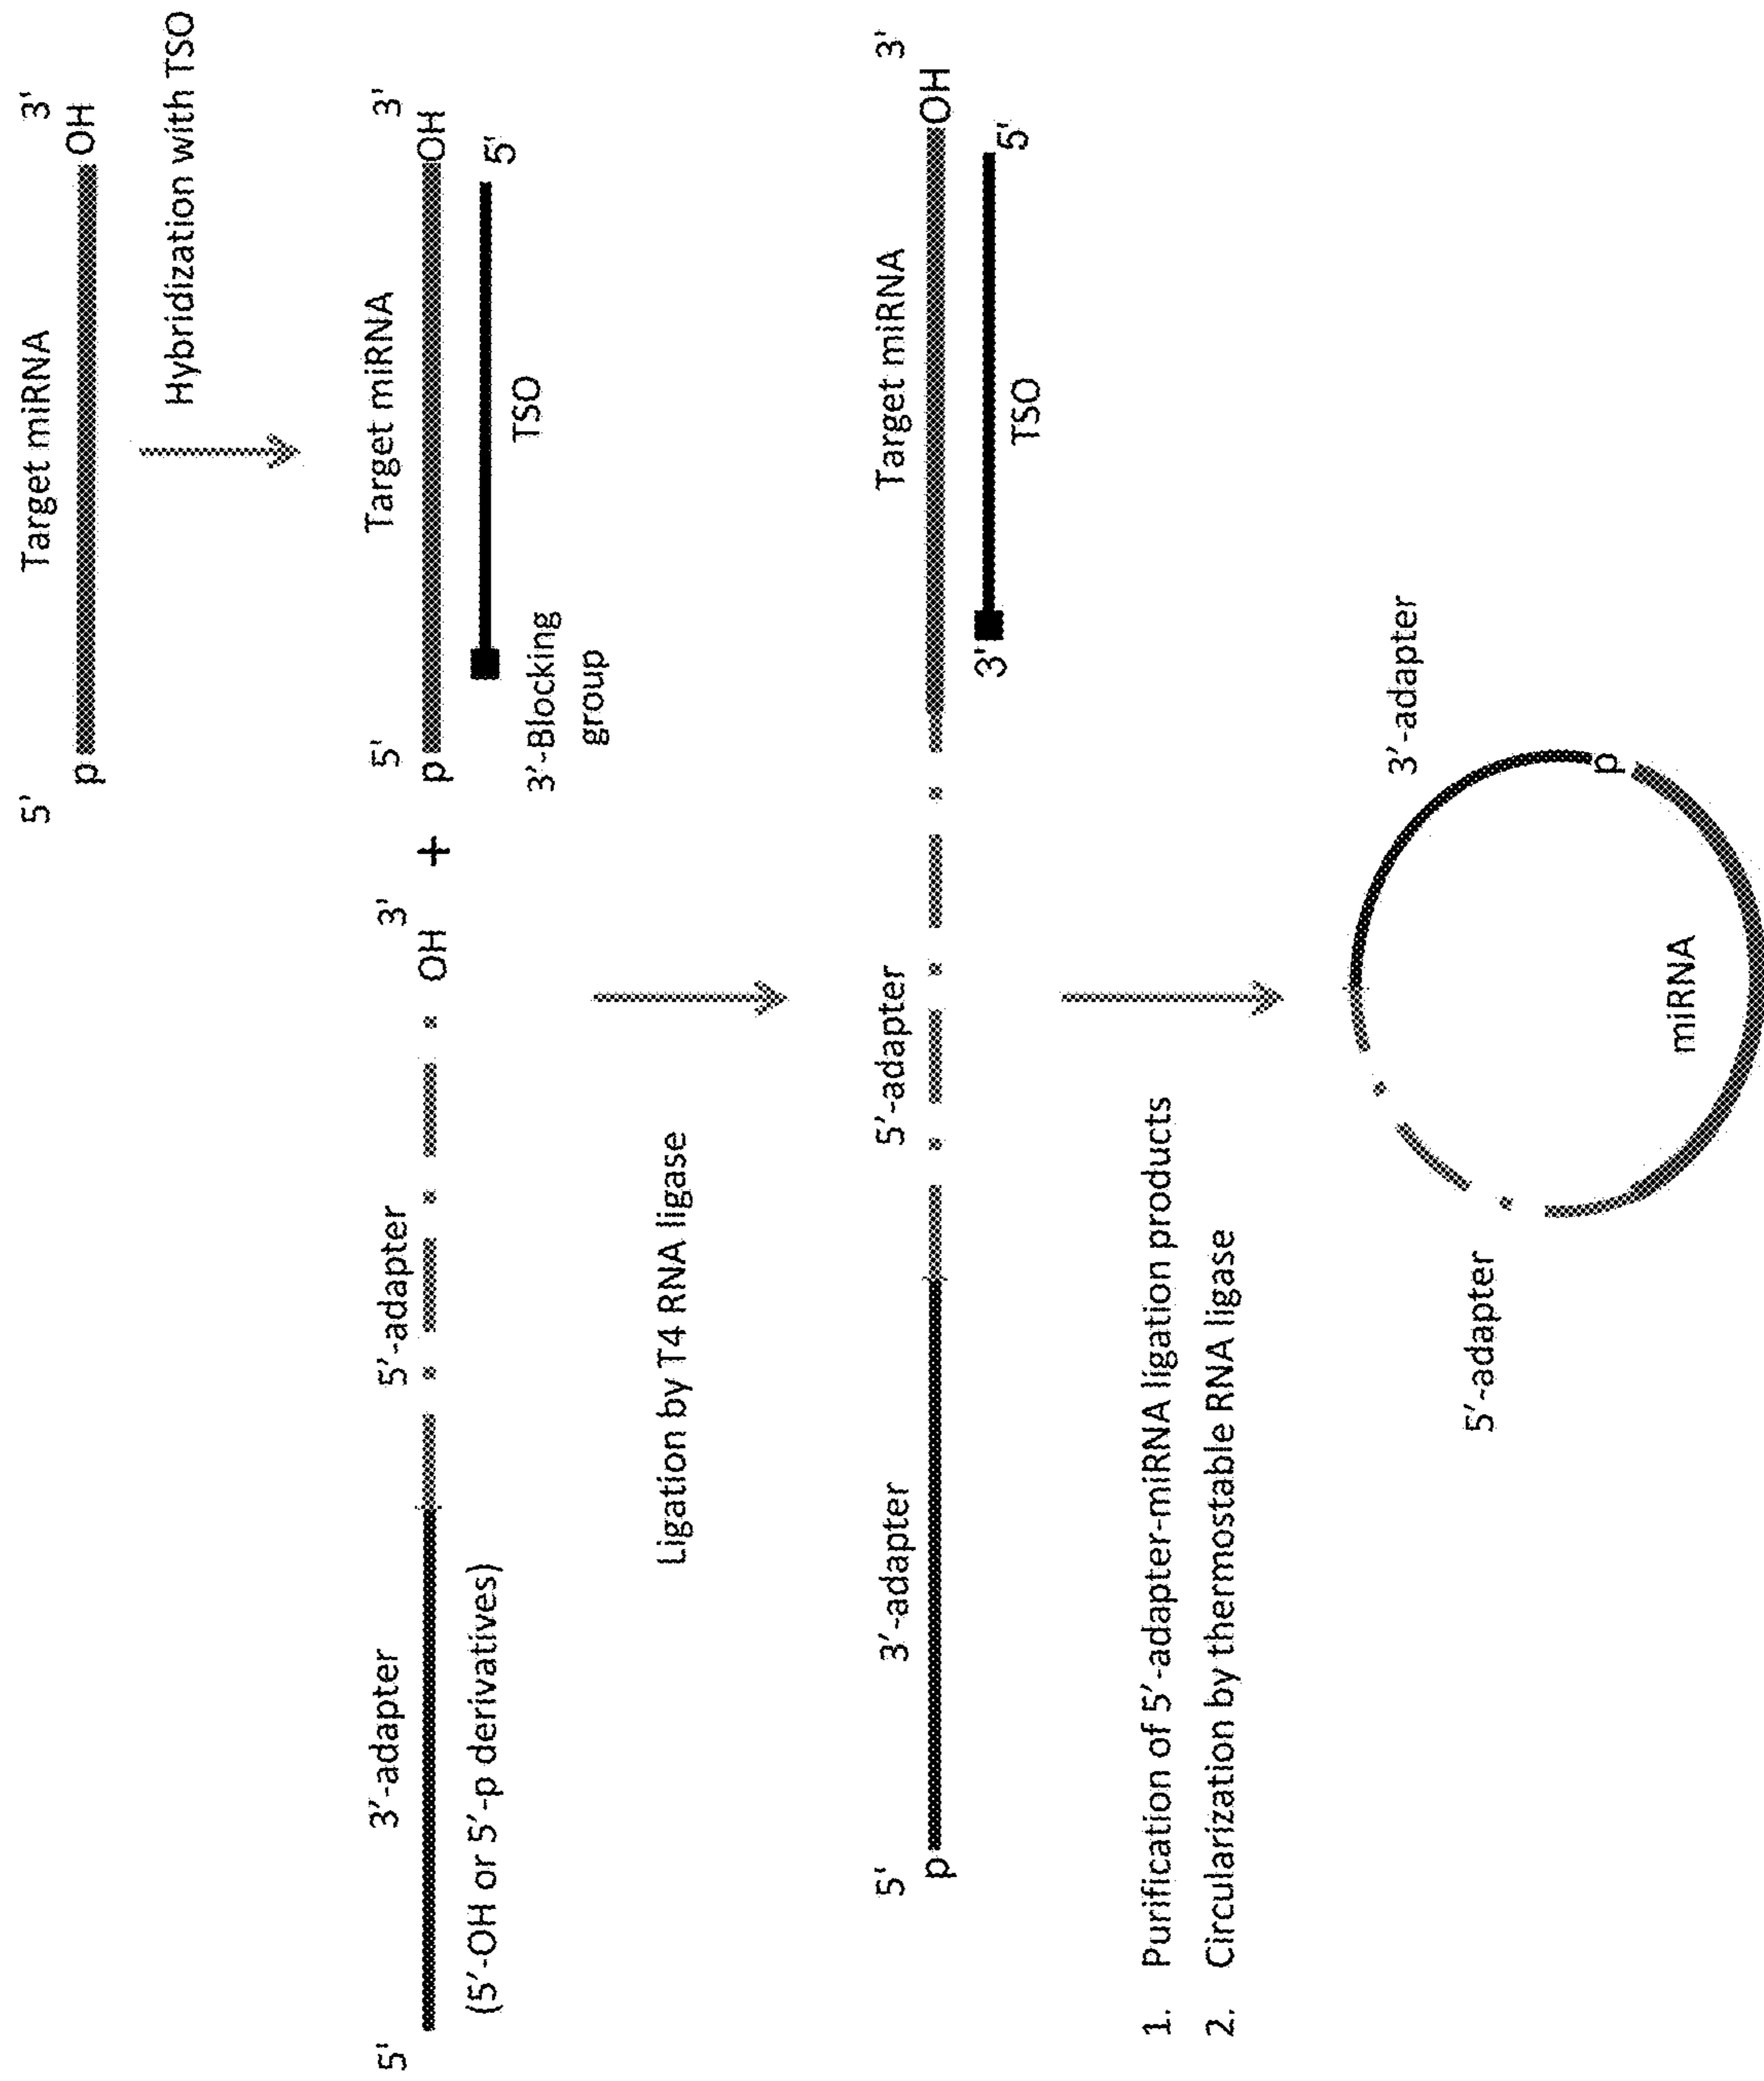 5' Target miRNA 3'
p OH
Hybridization with TSO
5' 3'-adapter 5'-adapter 3' 5' Target miRNA 3'
OH + p OH
(5'-OH or 5'-p derivatives)
5'
3'-Blocking
group
TSO
Ligation by T4 RNA ligase
5' 3'-adapter 5'-adapter Target miRNA 3'
p OH
3' 5'
TSO
1. Purification of 5'-adapter-miRNA ligation products
2. Circularization by thermostable RNA ligase
3'-adapter
5'-adapter
p
miRNA